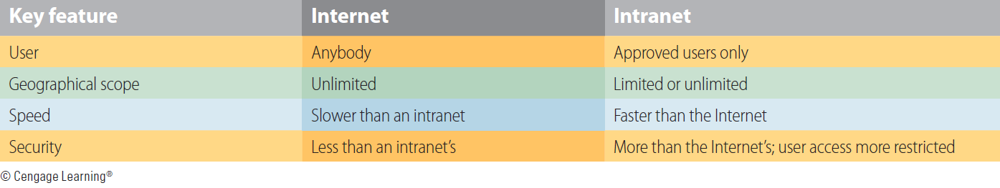 Key feature Internet Intranet
User Anybody Approved users only
Geographical scope Unlimited Limited or unlimited
Speed Slower than an intranet Faster than the Internet
Security Less than an intranet’s More than the Internet’s; user access more restricted
© Cengage Learning®